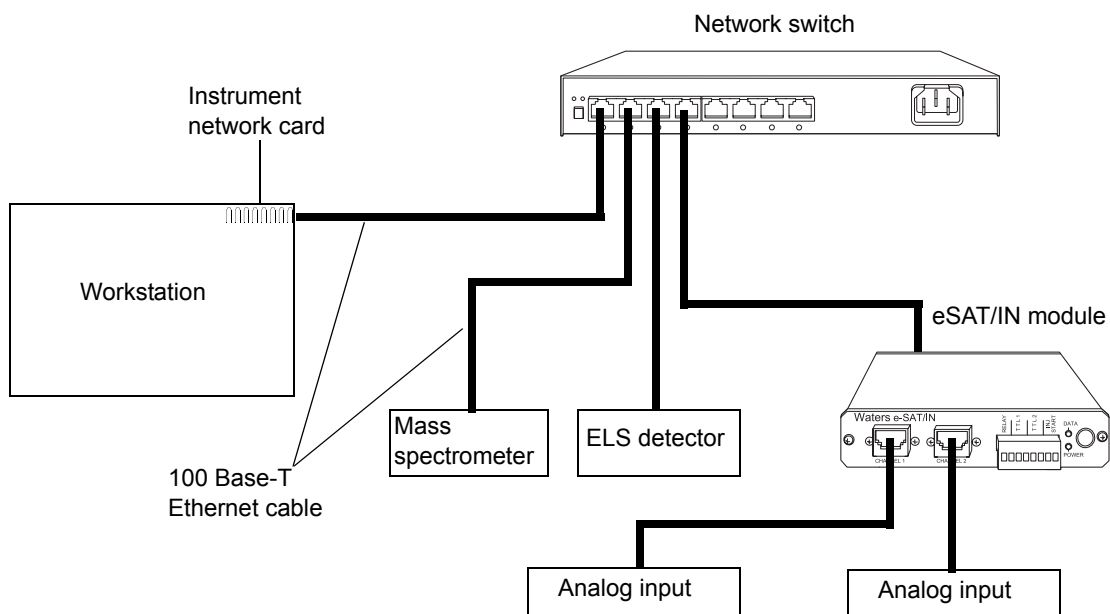 Network switch
Instrument
network card
Workstation
eSAT/IN module
Waters e-SAT/IN
RELAY
TTL 1
TTL 2
INJ
START
DATA
POWER
CHANNEL 1
CHANNEL 2
Mass
spectrometer
ELS detector
100 Base-T
Ethernet cable
Analog input
Analog input